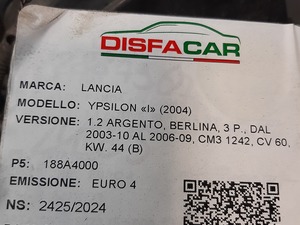 DISFACAR
MARCA: LANCIA
MODELLO: YPSILON «I» (2004)
VERSIONE: 1.2 ARGENTO, BERLINA, 3 P., DAL
2003-10 AL 2006-09, CM3 1242, CV 60,
KW. 44 (B)
P5: 188A4000
EMISSIONE: EURO 4
NS: 2425/2024